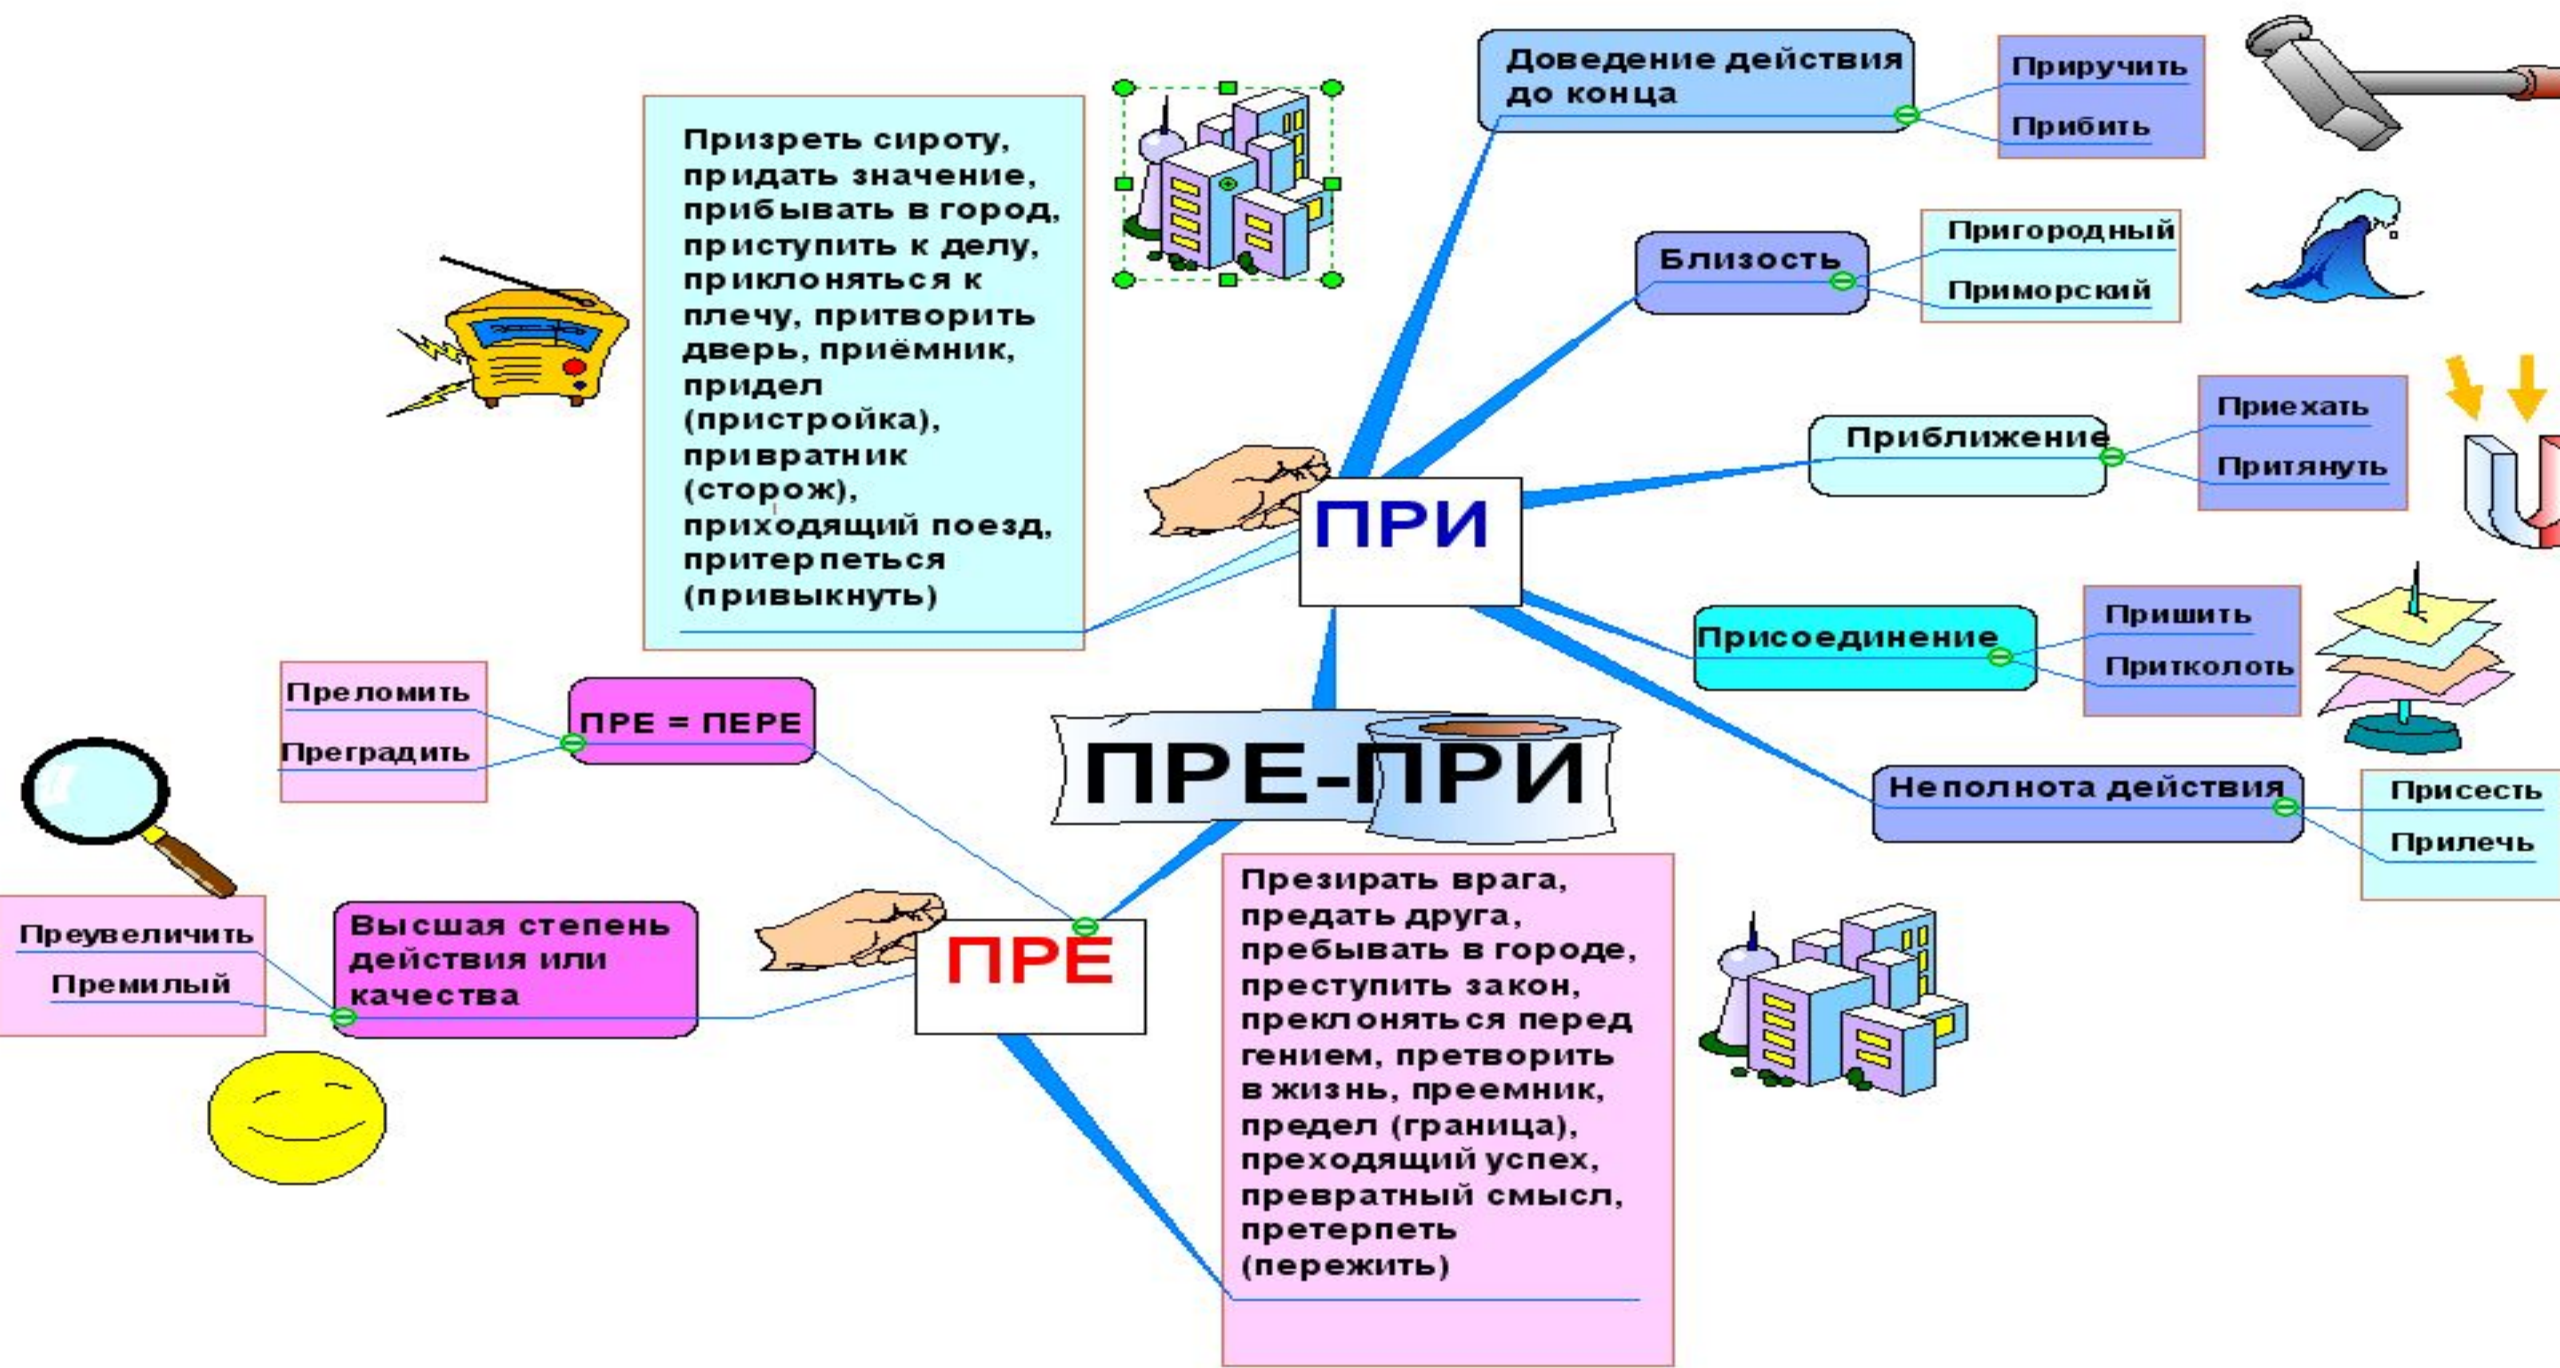 Доведение действия
до конца
Приручить
Прибить
Близость
Пригородный
Приморский
Приближение
Приехать
Притянуть
Присоединение
Пришить
Притколоть
Неполнота действия
Присесть
Прилечь
ПРИ
Призреть сироту,
придать значение,
прибывать в город,
приступить к делу,
приклоняться к
плечу, притворить
дверь, приёмник,
придел
(пристройка),
привратник
(сторож),
приходящий поезд,
притерпеться
(привыкнуть)
ПРЕ-ПРИ
ПРЕ = ПЕРЕ
Преломить
Преградить
ПРЕ
Высшая степень
действия или
качества
Преувеличить
Премилый
Презирать врага,
предать друга,
пребывать в городе,
преступить закон,
преклоняться перед
гением, претворить
в жизнь, преемник,
предел (граница),
преходящий успех,
превратный смысл,
претерпеть
(пережить)